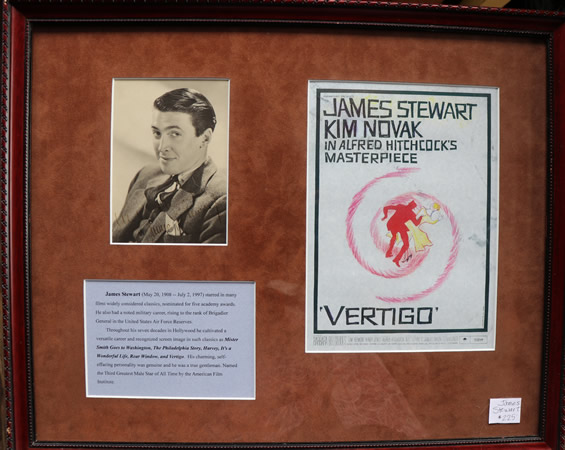 JAMES STEWART
KIM NOVAK
IN ALFRED HITCHCOCK'S
MASTERPIECE
'VERTIGO'
James Stewart (May 20, 1908 – July 2, 1997) starred in many
films widely considered classics, nominated for five academy awards.
He also had a noted military career, rising to the rank of Brigadier
General in the United States Air Force Reserves.
Throughout his seven decades in Hollywood he cultivated a
versatile career and recognized screen image in such classics as Mister
Smith Goes to Washington, The Philadelphia Story, Harvey, It's a
Wonderful Life, Rear Window, and Vertigo. His charming, self-
effacing personality was genuine and he was a true gentleman. Named
the Third Greatest Male Star of All Time by the American Film
Institute.
James
Stewart
$225